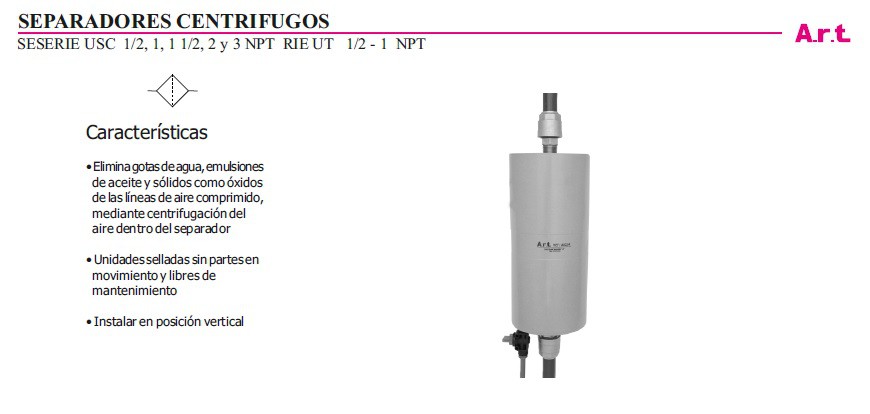 SEPARADORES CENTRIFUGOS
SESERIE USC 1/2, 1, 1 1/2, 2 y 3 NPT RIE UT 1/2 - 1 NPT
A.r.t.
Características
• Elimina gotas de agua, emulsiones
de aceite y sólidos como óxidos
de las líneas de aire comprimido,
mediante centrifugación del
aire dentro del separador
• Unidades selladas sin partes en
movimiento y libres de
mantenimiento
• Instalar en posición vertical
A.r.t.